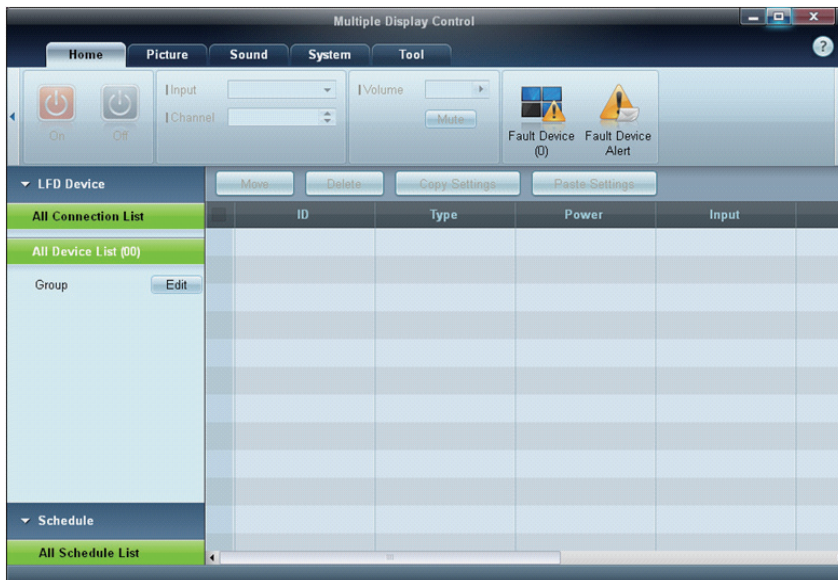 Multiple Display Control
Home Picture Sound System Tool
?
On Off
Input
Channel
Volume
Mute
Fault Device
(0)
Fault Device
Alert
LFD Device
Move Delete Copy Settings Paste Settings
All Connection List
ID Type Power Input
All Device List (00)
Group Edit
Schedule
All Schedule List